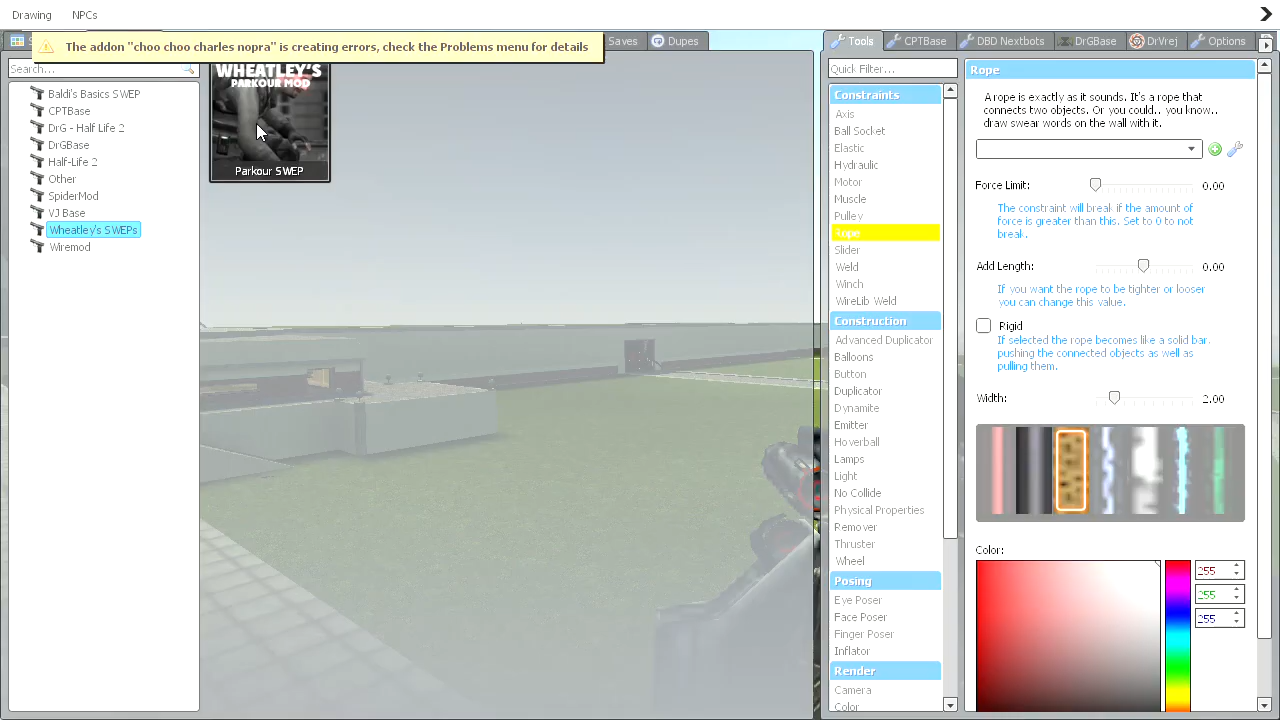 Drawing NPCs
The addon "choo choo charles nopra" is creating errors, check the Problems menu for details
Saves Dupes
Search...
Baldi's Basics SWEP
CPTBase
DrG - Half Life 2
DrGBase
Half-Life 2
Other
SpiderMod
VJ Base
Wheatley's SWEPs
Wiremod
WHEATLEY'S
PARKOUR MOD
Parkour SWEP
Tools CPTBase DBD Nextbots DrGBase DrVrej Options
Quick Filter...
Constraints
Axis
Ball Socket
Elastic
Hydraulic
Motor
Muscle
Pulley
Rope
Slider
Weld
Winch
WireLib Weld
Construction
Advanced Duplicator
Balloons
Button
Duplicator
Dynamite
Emitter
Hoverball
Lamps
Light
No Collide
Physical Properties
Remover
Thruster
Wheel
Posing
Eye Poser
Face Poser
Finger Poser
Inflator
Render
Camera
Color
Rope
A rope is exactly as it sounds. It's a rope that
connects two objects. Or you could.. you know..
draw swear words on the wall with it.
Force Limit: 0.00
The constraint will break if the amount of
force is greater than this. Set to 0 to not
break.
Add Length: 0.00
If you want the rope to be tighter or looser
you can change this value.
Rigid
If selected the rope becomes like a solid bar,
pushing the connected objects as well as
pulling them.
Width: 2.00
Color:
255
255
255